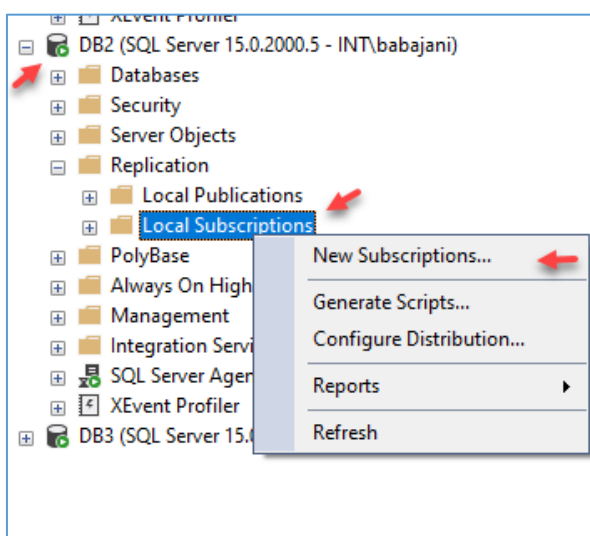 XEvent Profiler
DB2 (SQL Server 15.0.2000.5 - INT\babajani)
Databases
Security
Server Objects
Replication
Local Publications
Local Subscriptions
New Subscriptions...
PolyBase
Always On High
Generate Scripts...
Management
Configure Distribution...
Integration Servi
SQL Server Agen
Reports
XEvent Profiler
Refresh
DB3 (SQL Server 15.0